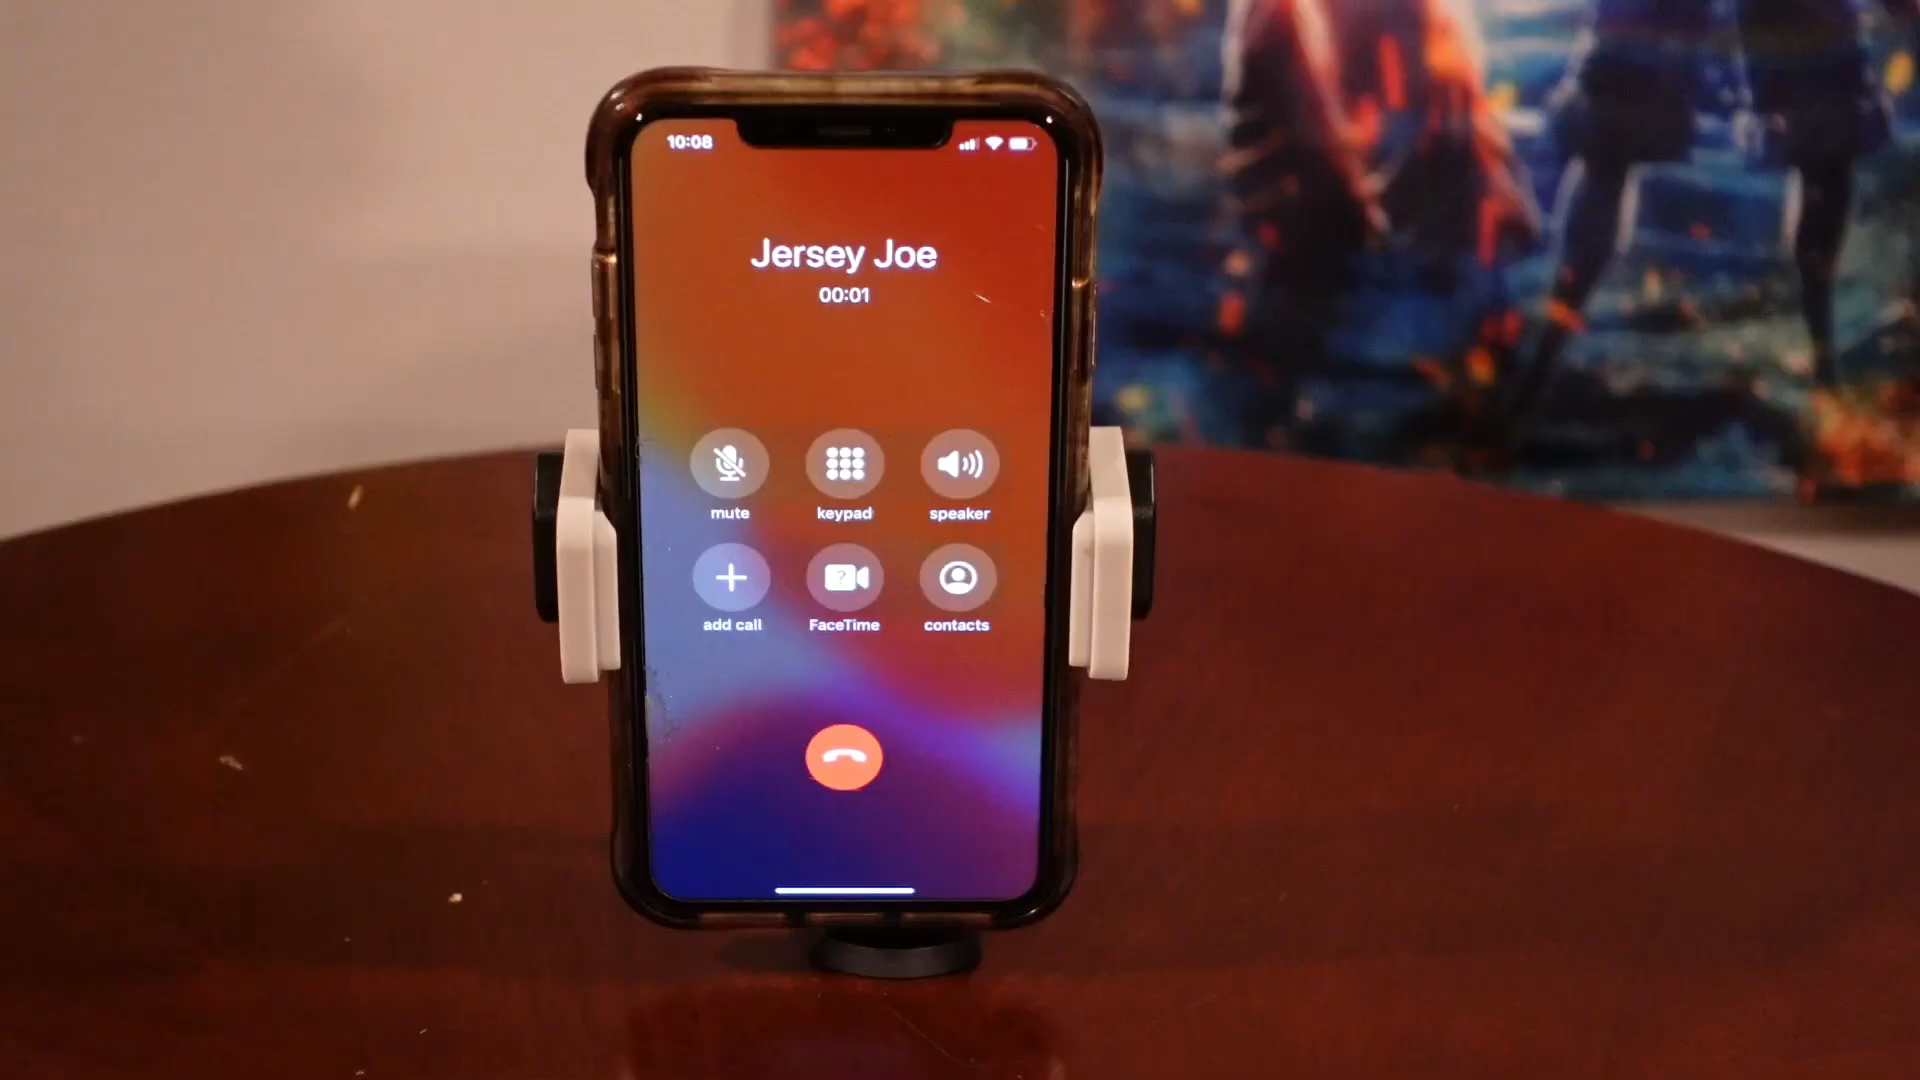 10:08
Jersey Joe
00:01
mute keypad speaker
add call FaceTime contacts